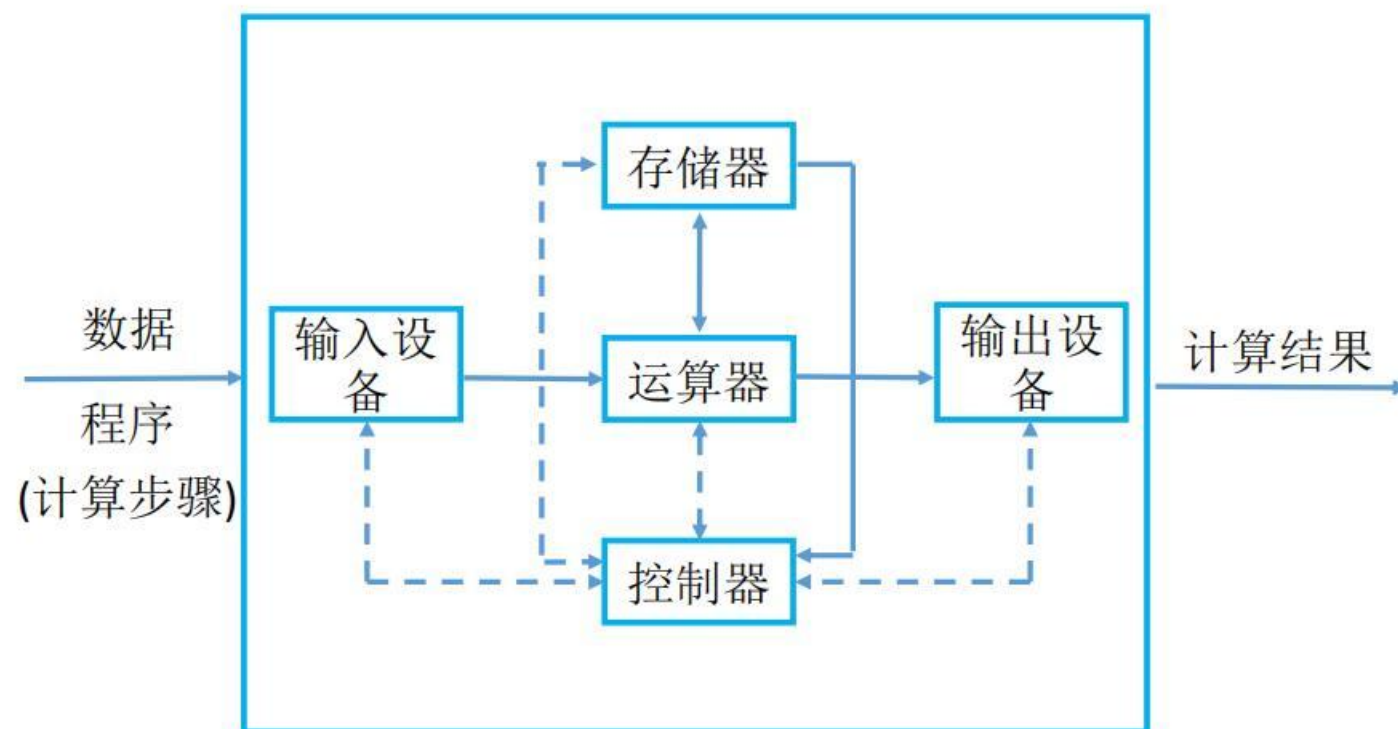 存储器
数据
程序
(计算步骤)
输入设
备
运算器
输出设
备
计算结果
控制器